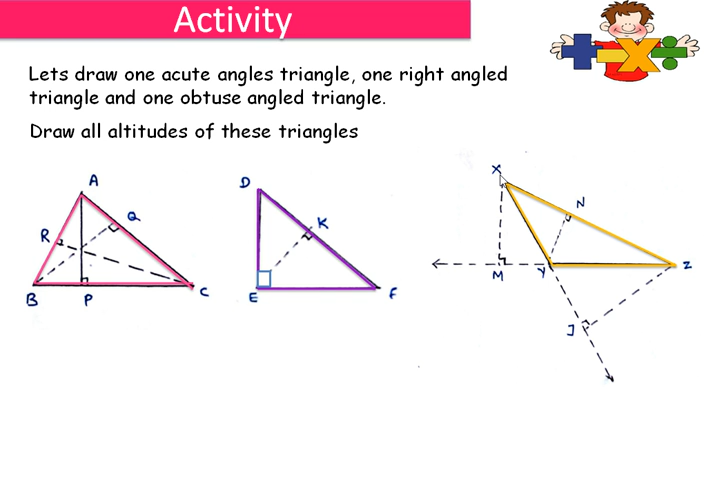 Activity
Lets draw one acute angles triangle, one right angled
triangle and one obtuse angled triangle.
Draw all altitudes of these triangles
A
Q
R
B
P
C
D
K
E
F
X
N
M
Y
Z
J